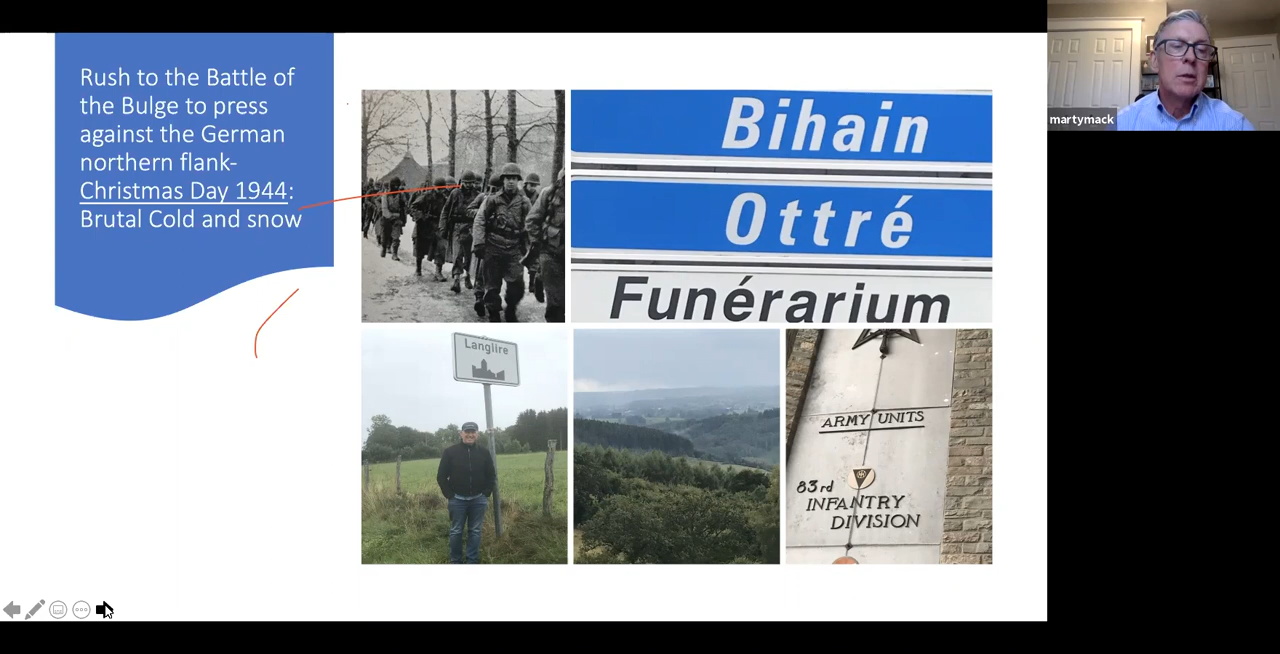 Rush to the Battle of
the Bulge to press
against the German
northern flank-
Christmas Day 1944:
Brutal Cold and snow
Bihain
Ottré
Funérarium
Langlire
ARMY UNITS
83rd
INFANTRY
DIVISION
martymack